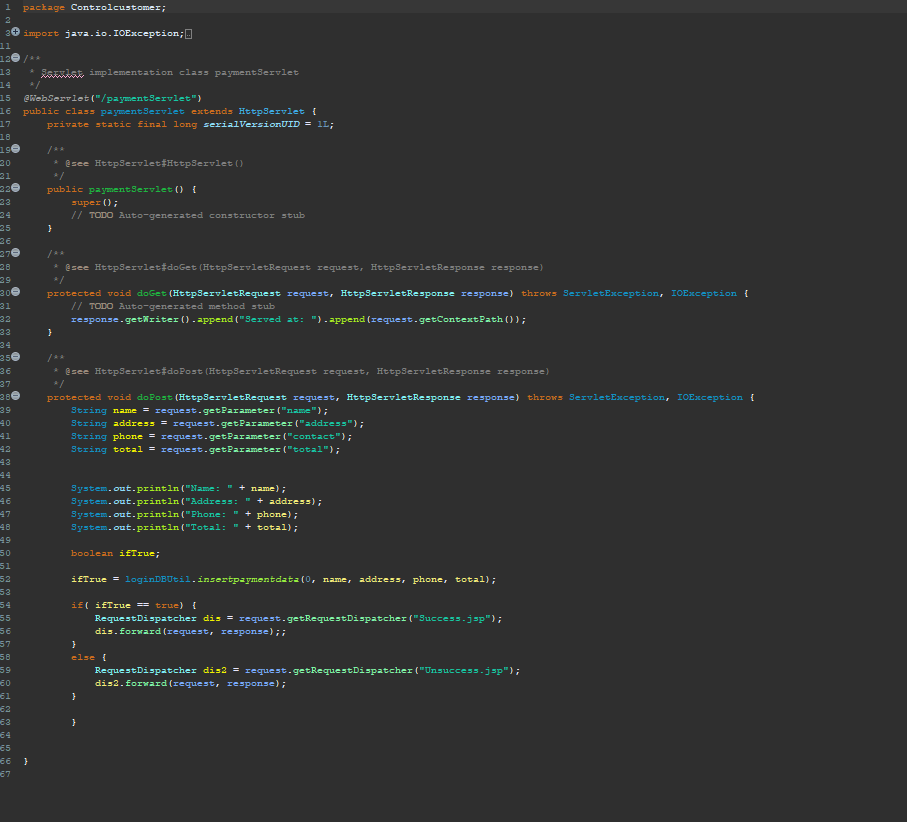 1 package Controlcustomer;
2
3 import java.io.IOException;
11
12 /**
13  * Servlet implementation class paymentServlet
14  */
15 @WebServlet("/paymentServlet")
16 public class paymentServlet extends HttpServlet {
17     private static final long serialVersionUID = 1L;
18
19     /**
20      * @see HttpServlet#HttpServlet()
21      */
22     public paymentServlet() {
23         super();
24         // TODO Auto-generated constructor stub
25     }
26
27     /**
28      * @see HttpServlet#doGet(HttpServletRequest request, HttpServletResponse response)
29      */
30     protected void doGet(HttpServletRequest request, HttpServletResponse response) throws ServletException, IOException {
31         // TODO Auto-generated method stub
32         response.getWriter().append("Served at: ").append(request.getContextPath());
33     }
34
35     /**
36      * @see HttpServlet#doPost(HttpServletRequest request, HttpServletResponse response)
37      */
38     protected void doPost(HttpServletRequest request, HttpServletResponse response) throws ServletException, IOException {
39         String name = request.getParameter("name");
40         String address = request.getParameter("address");
41         String phone = request.getParameter("contact");
42         String total = request.getParameter("total");
43
44
45         System.out.println("Name: " + name);
46         System.out.println("Address: " + address);
47         System.out.println("Phone: " + phone);
48         System.out.println("Total: " + total);
49
50         boolean ifTrue;
51
52         ifTrue = loginDBUtil.insertpaymentdata(0, name, address, phone, total);
53
54         if( ifTrue == true) {
55             RequestDispatcher dis = request.getRequestDispatcher("Success.jsp");
56             dis.forward(request, response);;
57         }
58         else {
59             RequestDispatcher dis2 = request.getRequestDispatcher("Unsuccess.jsp");
60             dis2.forward(request, response);
61         }
62
63         }
64
65
66 }
67